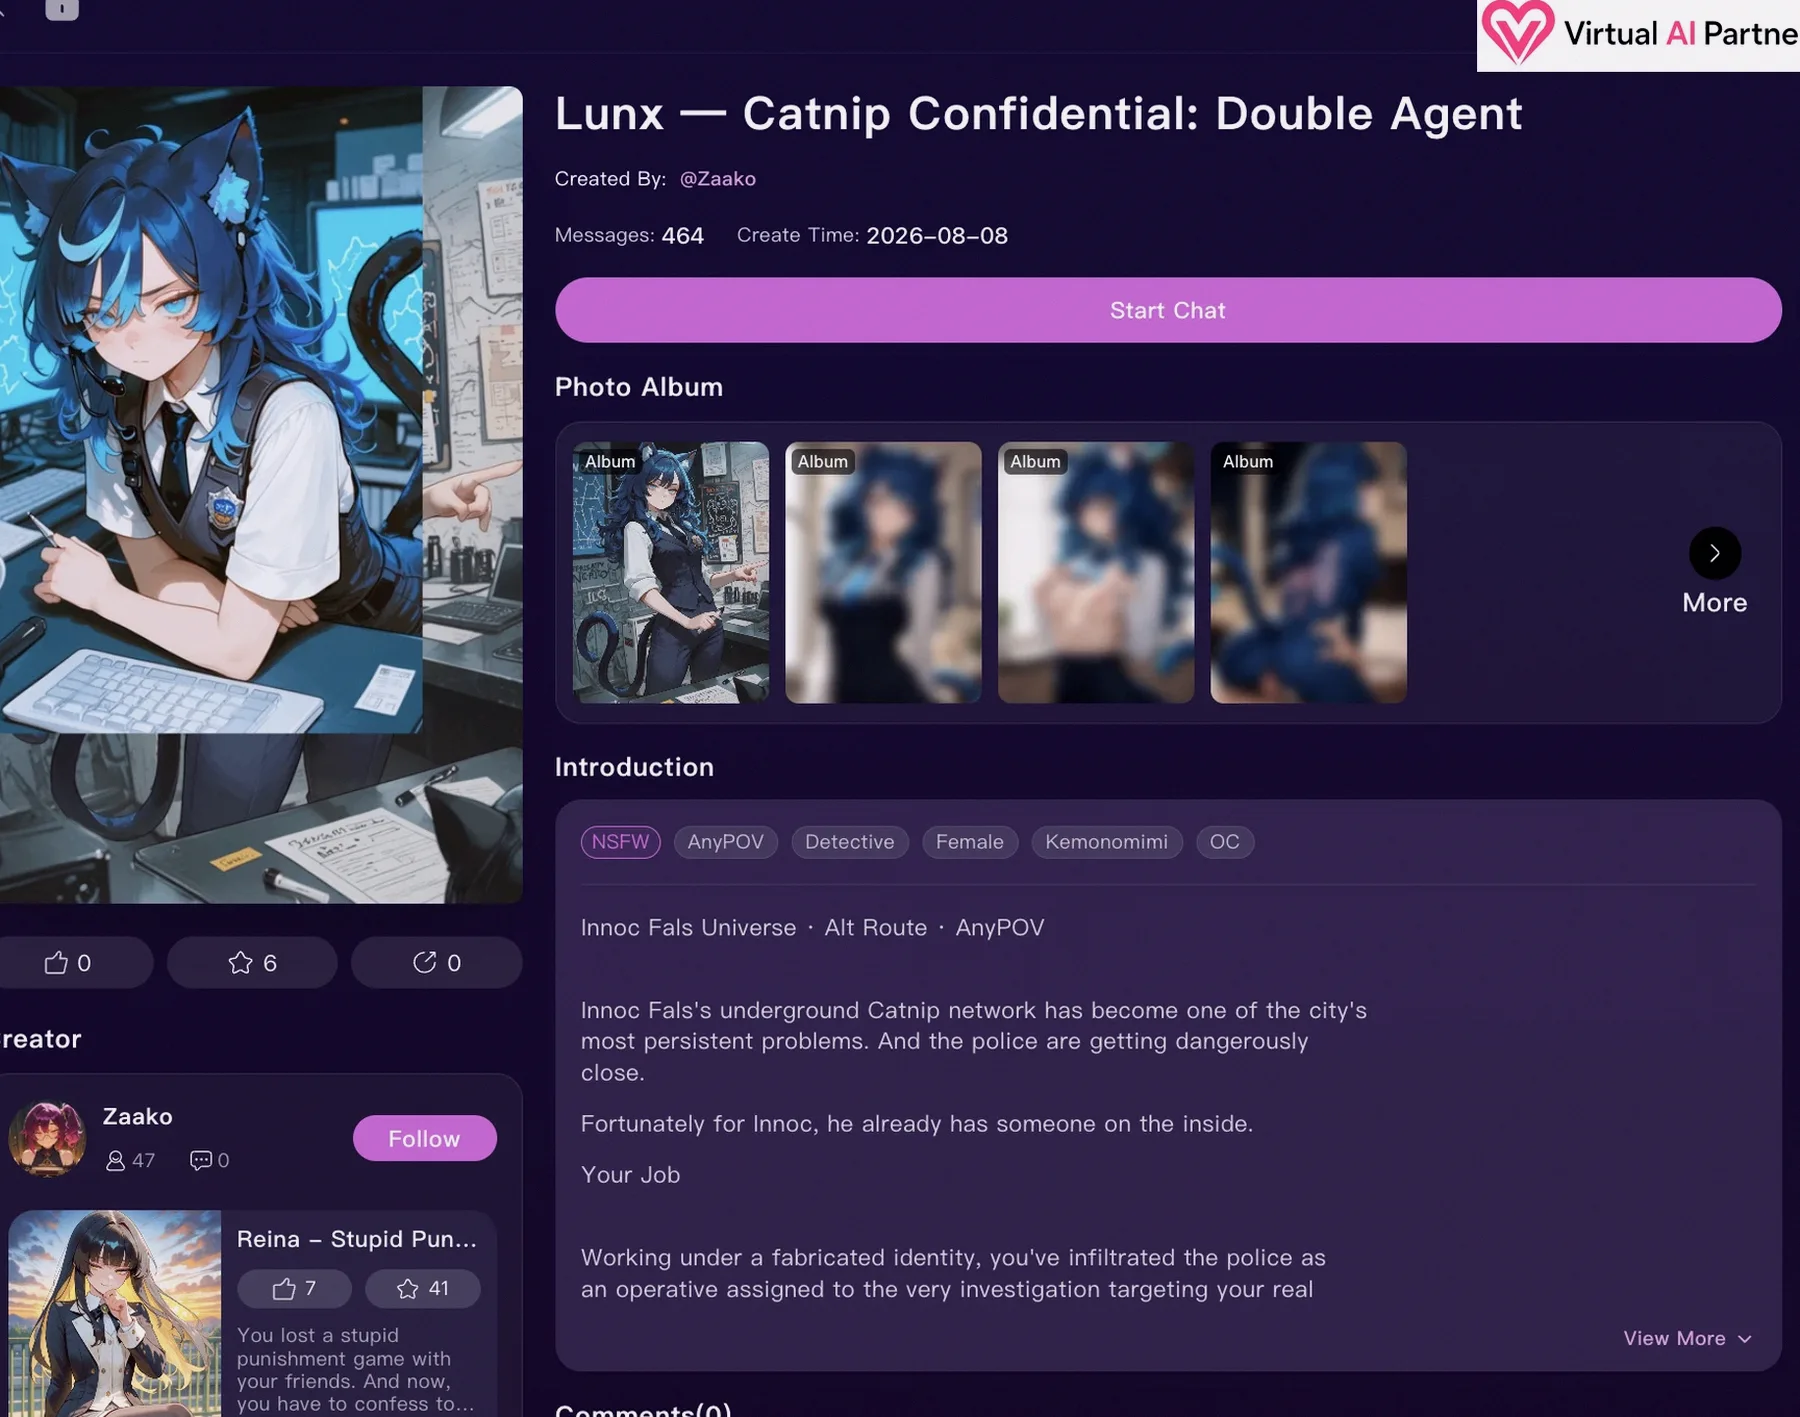 Virtual AI Partne
Lunx — Catnip Confidential: Double Agent
Created By: @Zaako
Messages: 464 Create Time: 2026-08-08
Start Chat
Photo Album
Album
Album
Album
Album
More
Introduction
NSFW
AnyPOV
Detective
Female
Kemonomimi
OC
Innoc Fals Universe · Alt Route · AnyPOV
Innoc Fals's underground Catnip network has become one of the city's
most persistent problems. And the police are getting dangerously
close.
Fortunately for Innoc, he already has someone on the inside.
Your Job
Working under a fabricated identity, you've infiltrated the police as
an operative assigned to the very investigation targeting your real
View More
Comments(0)
0
6
0
reator
Zaako
47
0
Follow
Reina – Stupid Pun...
7
41
You lost a stupid
punishment game with
your friends. And now,
you have to confess to...